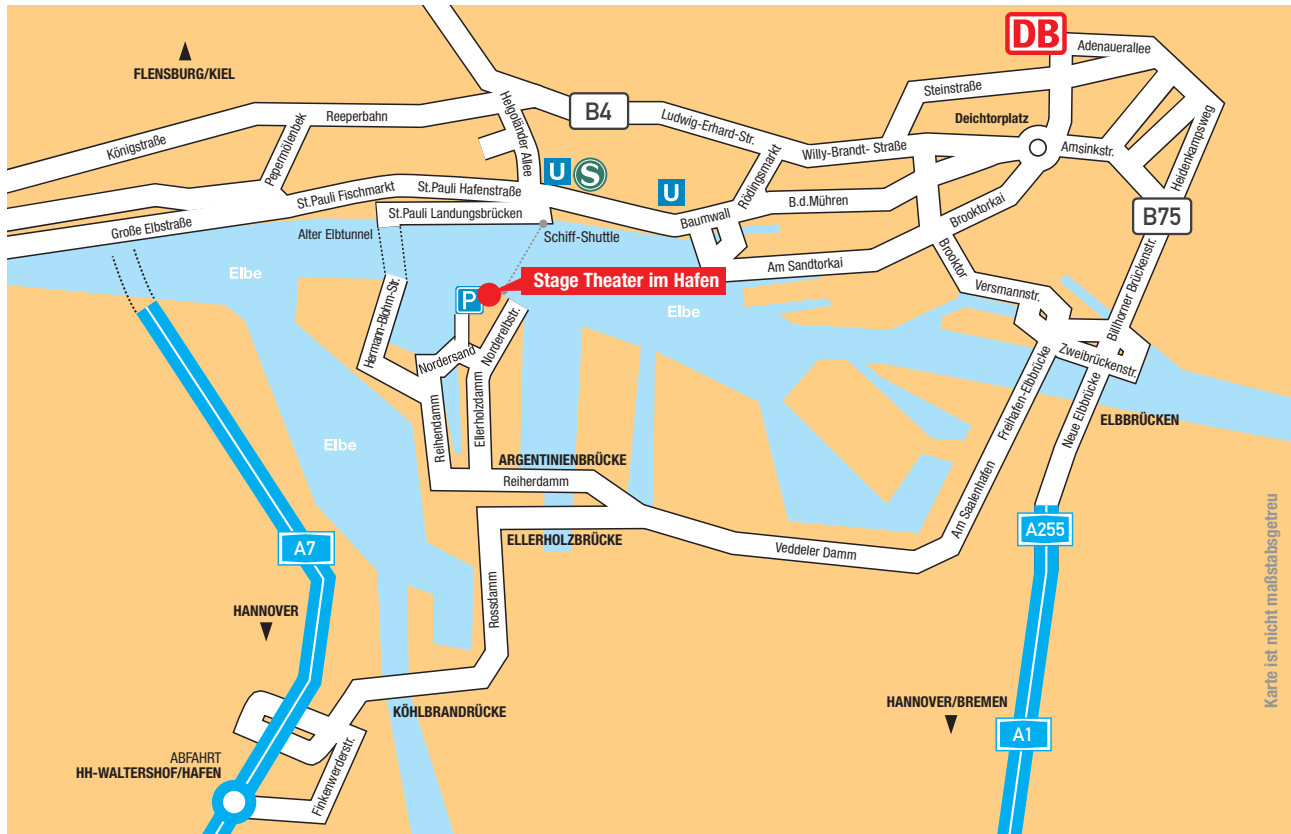 DB
Adenauerallee
FLENSBURG/KIEL
Steinstraße
Helgoländer Allee
B4
Reeperbahn
Ludwig-Erhard-Str.
Deichtorplatz
Königstraße
Pepermölenbek
Willy-Brandt- Straße
Amsinkstr.
Heidenkampsweg
U
S
U
Rödingsmarkt
St.Pauli Fischmarkt
St.Pauli Hafenstraße
B.d.Mühren
Brooktorkai
B75
Große Elbstraße
St.Pauli Landungsbrücken
Baumwall
Alter Elbtunnel
Schiff-Shuttle
Am Sandtorkai
Brooktor
Billhorner Brückenstr.
Elbe
Stage Theater im Hafen
Versmannstr.
P
Elbe
Hermann-Blohm-Str.
Norderelbstr.
Nordersand
Zweibrückenstr.
Freihafen-Elbbrücke
Neue Elbbrücke
ELBBRÜCKEN
Reihendamm
Ellerholzdamm
Elbe
ARGENTINIENBRÜCKE
Reiherdamm
Am Saalenhafen
A255
ELLERHOLZBRÜCKE
A7
Veddeler Damm
HANNOVER
Rossdamm
Karte ist nicht maßstabsgetreu
KÖHLBRANDRÜCKE
HANNOVER/BREMEN
A1
ABFAHRT
HH-WALTERSHOF/HAFEN
Finkenwerderstr.